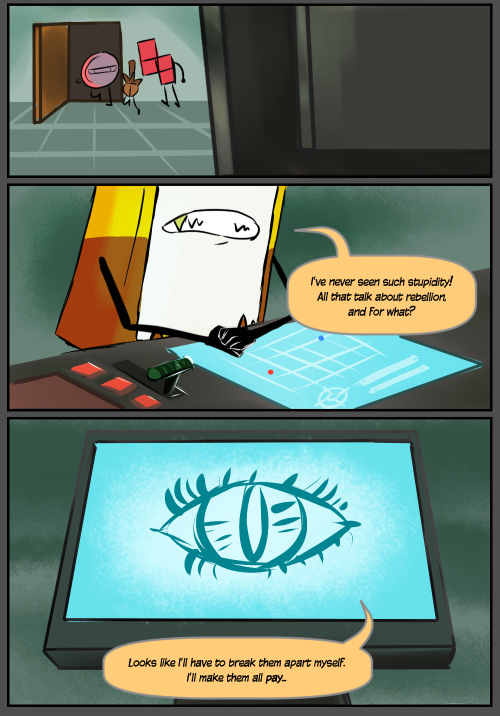 I've never seen such stupidity!
All that talk about rebellion,
and for what?
Looks like I'll have to break them apart myself.
I'll make them all pay...